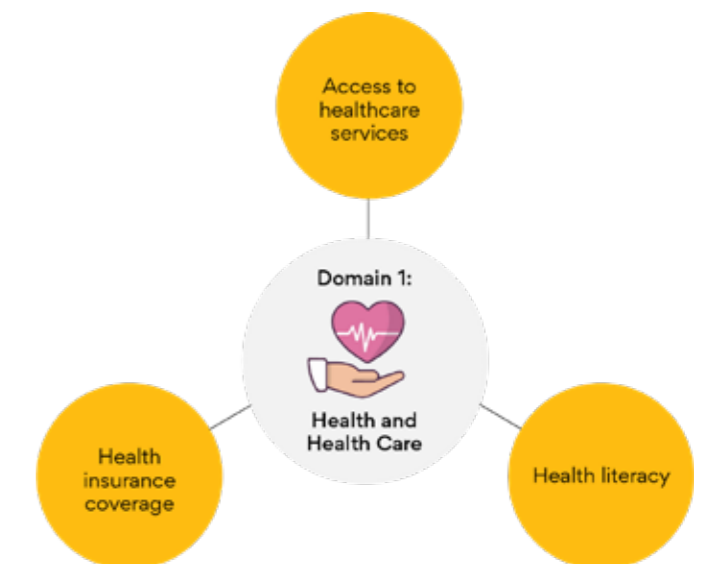 Access to
healthcare
services
Domain 1:
Health and
Health Care
Health
insurance
coverage
Health literacy